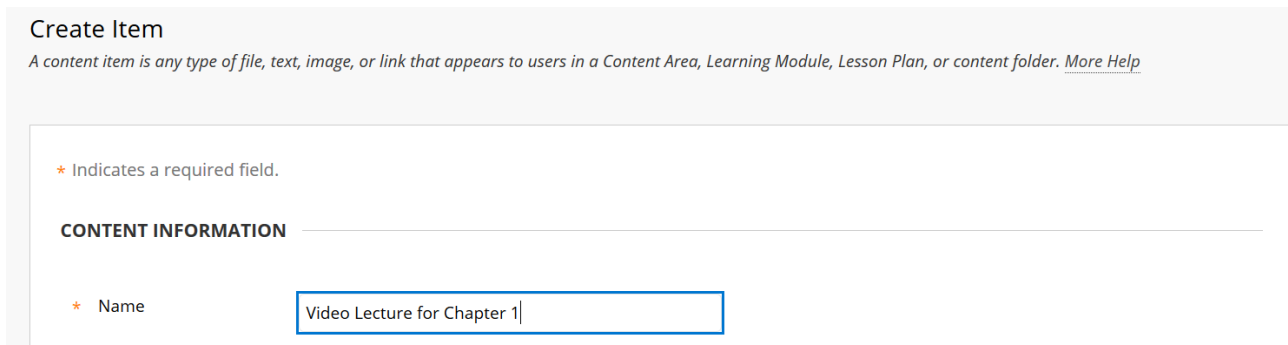 Create Item
A content item is any type of file, text, image, or link that appears to users in a Content Area, Learning Module, Lesson Plan, or content folder. More Help
* Indicates a required field.
CONTENT INFORMATION
* Name
Video Lecture for Chapter 1